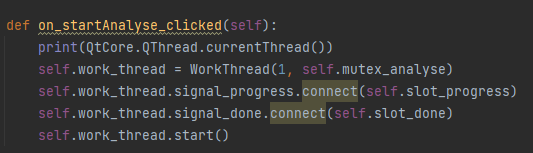 def on_startAnalyse_clicked(self):
    print(QtCore.QThread.currentThread())
    self.work_thread = WorkThread(1, self.mutex_analyse)
    self.work_thread.signal_progress.connect(self.slot_progress)
    self.work_thread.signal_done.connect(self.slot_done)
    self.work_thread.start()